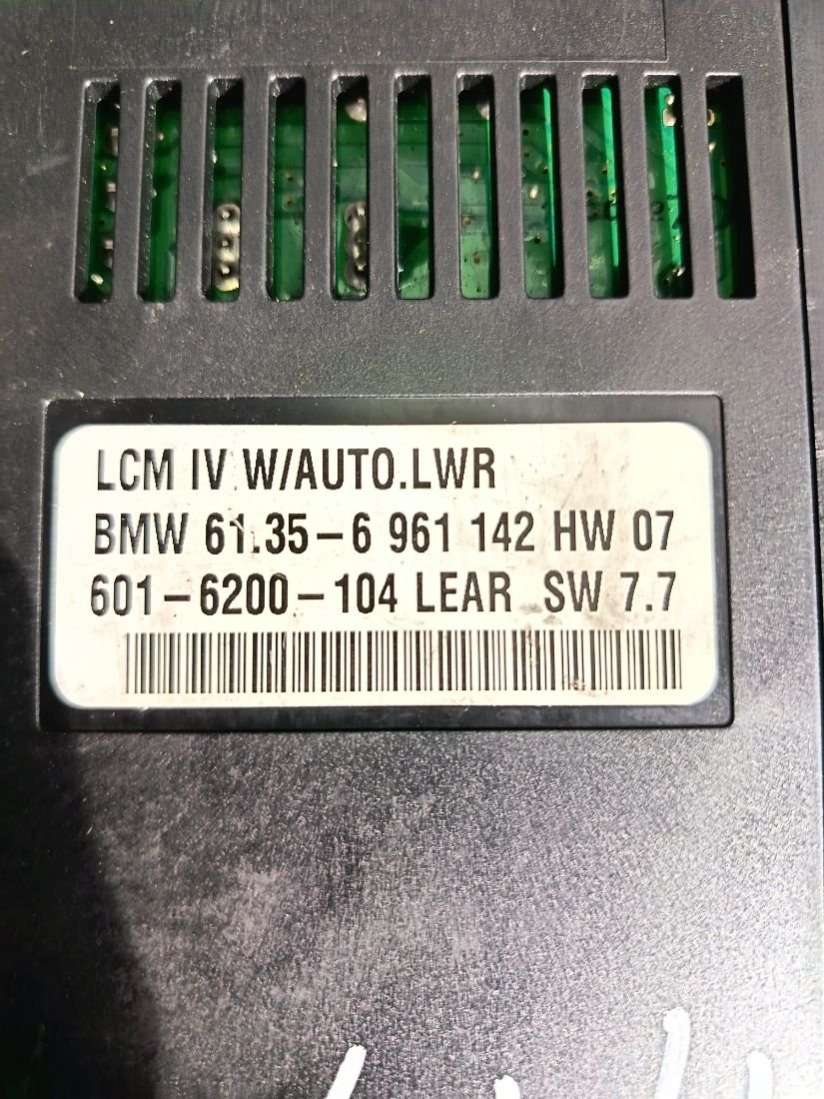 LCM IV W/AUTO.LWR
BMW 61.35-6 961 142 HW 07
601-6200-104 LEAR SW 7.7